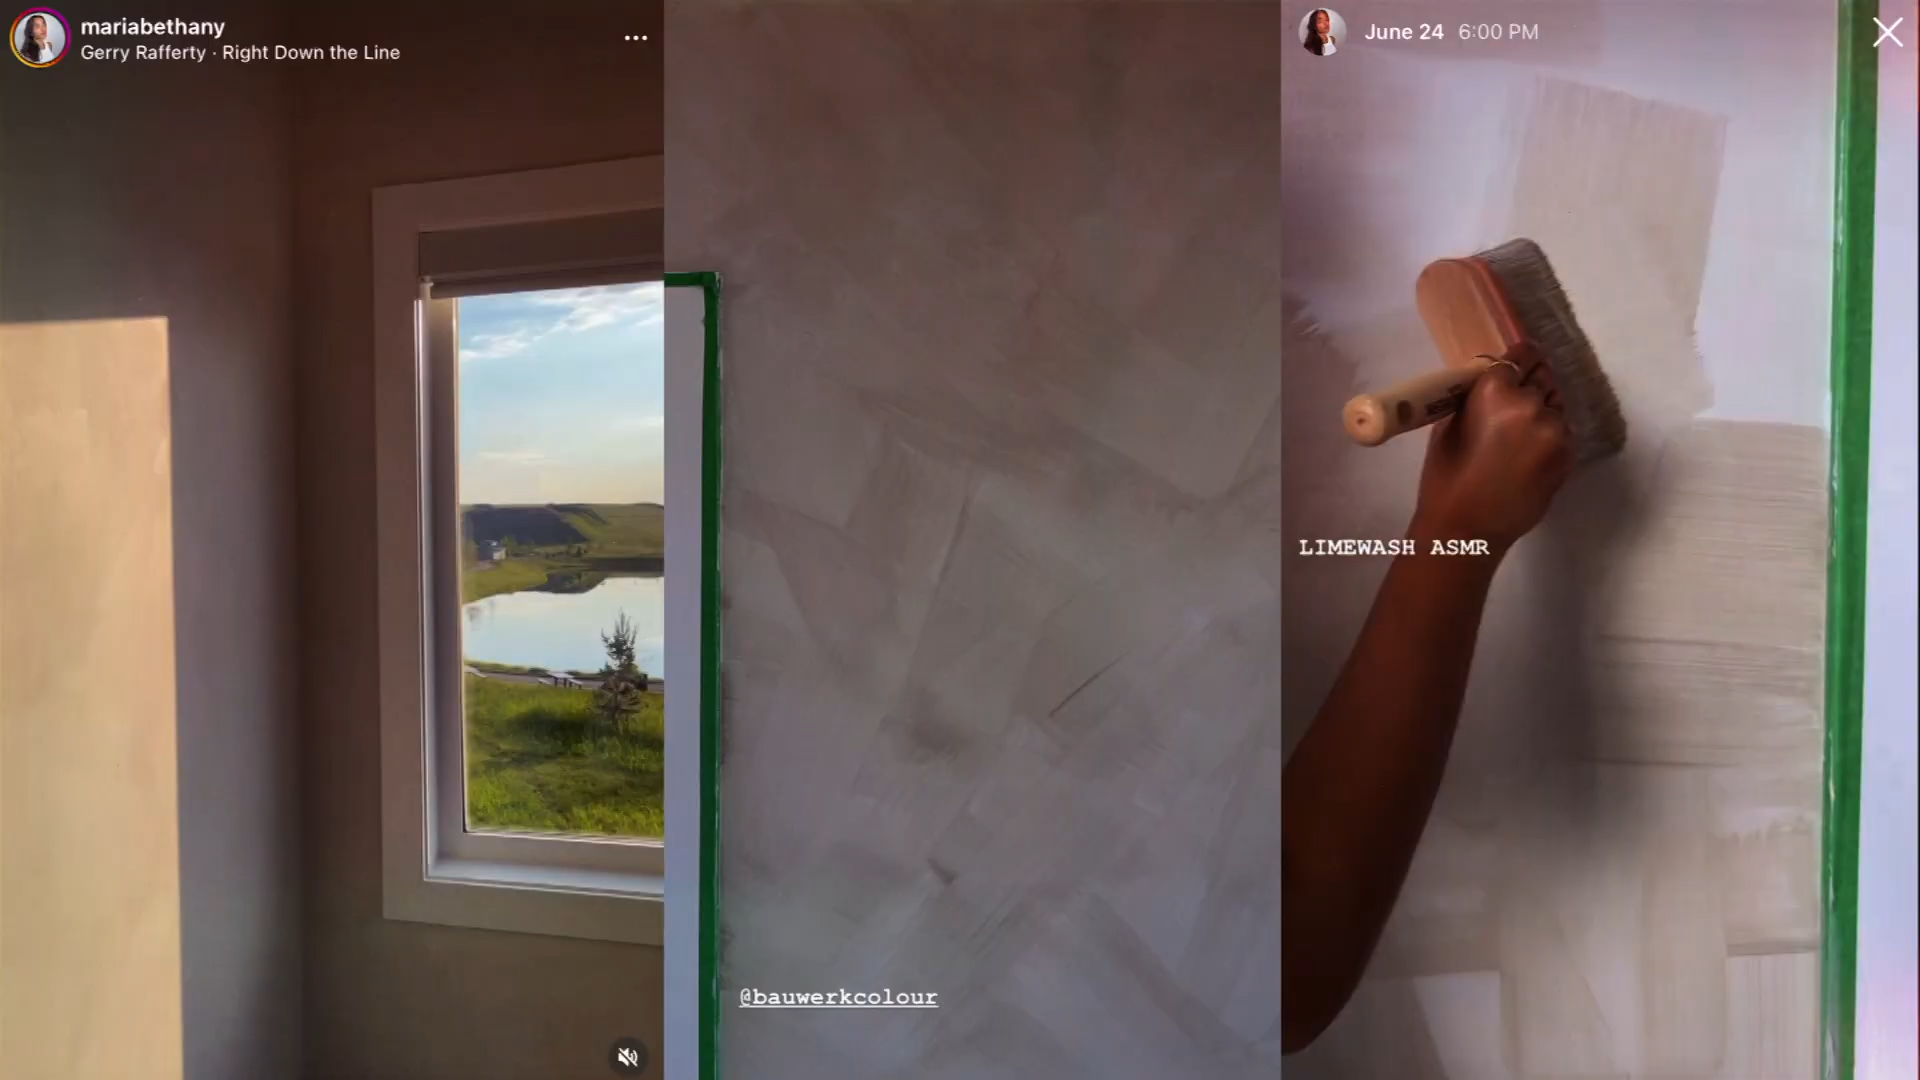 mariabethany
Gerry Rafferty · Right Down the Line
June 24 6:00 PM
LIMEWASH ASMR
@bauwerkcolour